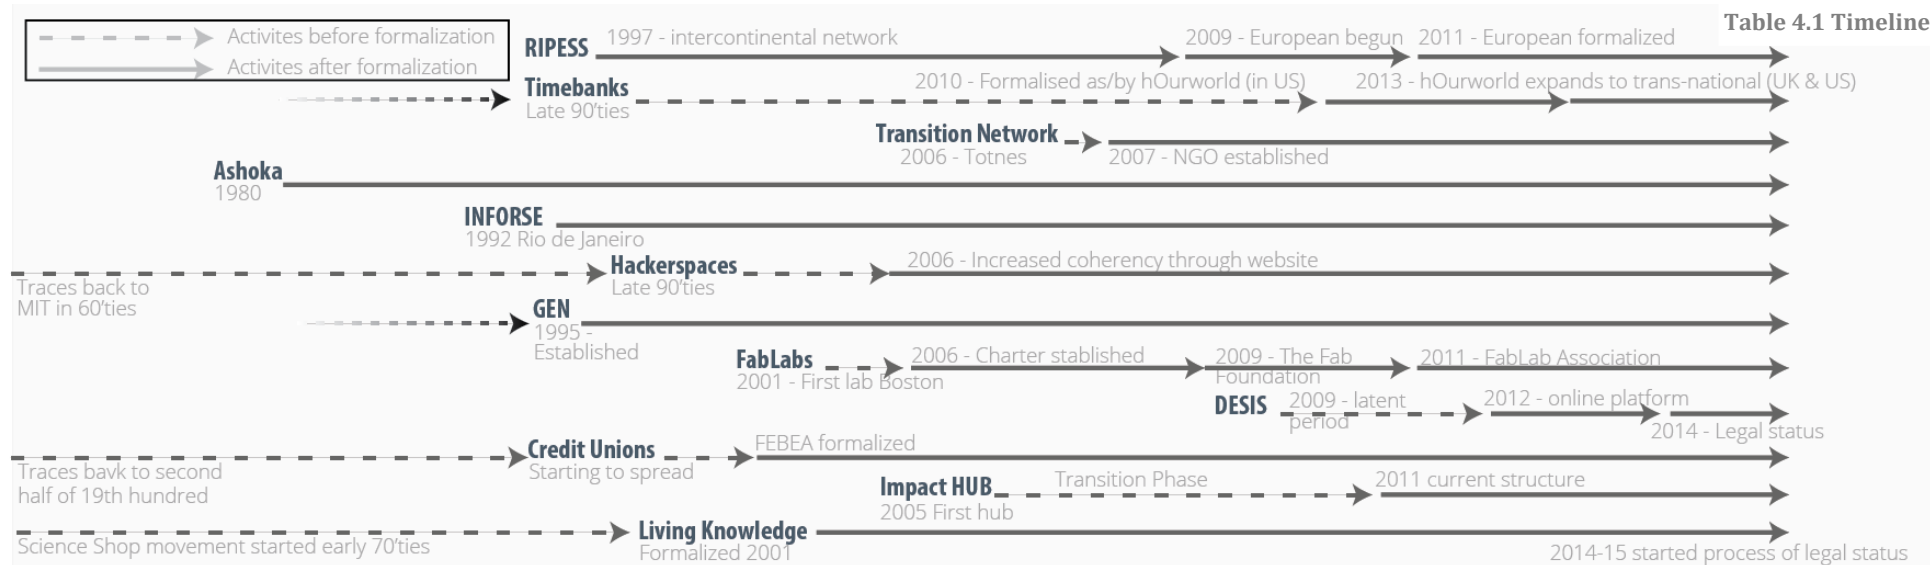 Table 4.1 Timeline
Activites before formalization
Activites after formalization
RIPESS
1997 - intercontinental network
2009 - European begun
2011 - European formalized
Timebanks
Late 90'ties
2010 - Formalised as/by hOurworld (in US)
2013 - hOurworld expands to trans-national (UK & US)
Transition Network
2006 - Totnes
2007 - NGO established
Ashoka
1980
INFORSE
1992 Rio de Janeiro
Traces back to
MIT in 60'ties
Hackerspaces
Late 90'ties
2006 - Increased coherency through website
GEN
1995 -
Established
FabLabs
2001 - First lab Boston
2006 - Charter stablished
2009 - The Fab
Foundation
2011 - FabLab Association
DESIS
2009 - latent
period
2012 - online platform
2014 - Legal status
Traces bavk to second
half of 19th hundred
Credit Unions
Starting to spread
FEBEA formalized
Impact HUB
2005 First hub
Transition Phase
2011 current structure
Science Shop movement started early 70'ties
Living Knowledge
Formalized 2001
2014-15 started process of legal status